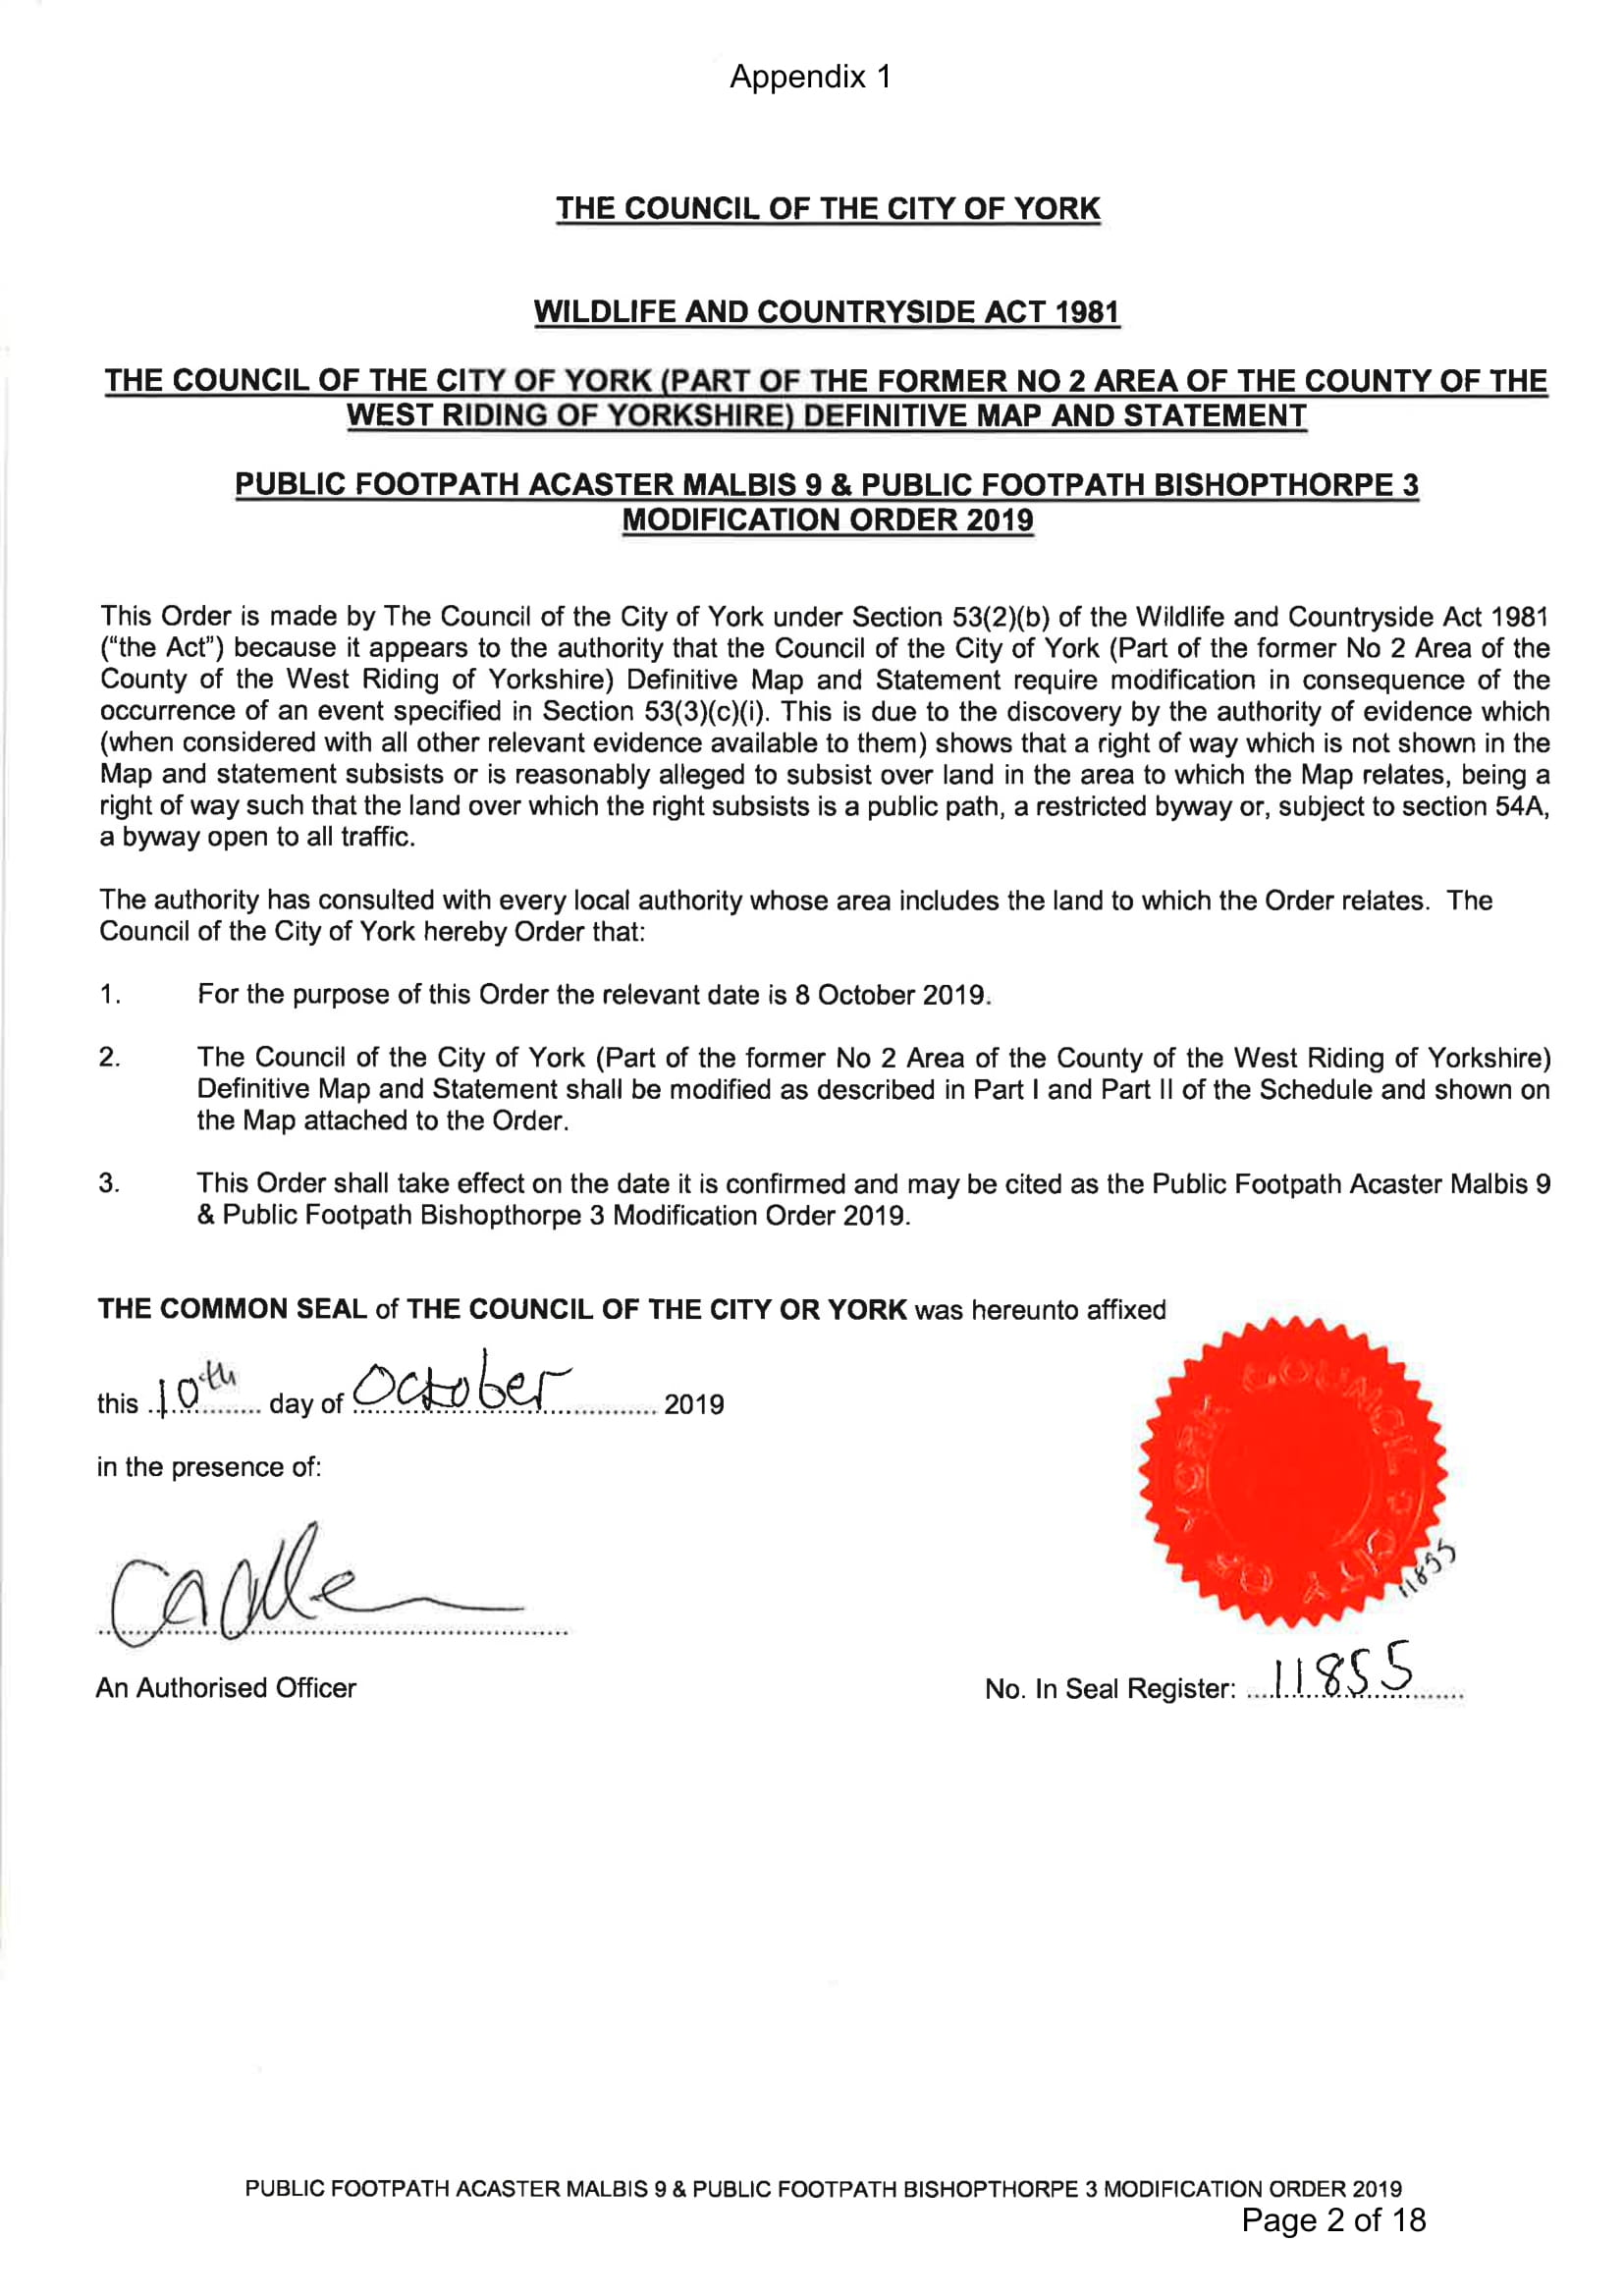 Appendix 1
THE COUNCIL OF THE CITY OF YORK
WILDLIFE AND COUNTRYSIDE ACT 1981
THE COUNCIL OF THE CITY OF YORK (PART OF THE FORMER NO 2 AREA OF THE COUNTY OF THE
WEST RIDING OF YORKSHIRE) DEFINITIVE MAP AND STATEMENT
PUBLIC FOOTPATH ACASTER MALBIS 9 & PUBLIC FOOTPATH BISHOPTHORPE 3
MODIFICATION ORDER 2019
This Order is made by The Council of the City of York under Section 53(2)(b) of the Wildlife and Countryside Act 1981
("the Act") because it appears to the authority that the Council of the City of York (Part of the former No 2 Area of the
County of the West Riding of Yorkshire) Definitive Map and Statement require modification in consequence of the
occurrence of an event specified in Section 53(3)(c)(i). This is due to the discovery by the authority of evidence which
(when considered with all other relevant evidence available to them) shows that a right of way which is not shown in the
Map and statement subsists or is reasonably alleged to subsist over land in the area to which the Map relates, being a
right of way such that the land over which the right subsists is a public path, a restricted byway or, subject to section 54A,
a byway open to all traffic.
The authority has consulted with every local authority whose area includes the land to which the Order relates. The
Council of the City of York hereby Order that:
1. For the purpose of this Order the relevant date is 8 October 2019.
2. The Council of the City of York (Part of the former No 2 Area of the County of the West Riding of Yorkshire)
Definitive Map and Statement shall be modified as described in Part I and Part II of the Schedule and shown on
the Map attached to the Order.
3. This Order shall take effect on the date it is confirmed and may be cited as the Public Footpath Acaster Malbis 9
& Public Footpath Bishopthorpe 3 Modification Order 2019.
THE COMMON SEAL of THE COUNCIL OF THE CITY OR YORK was hereunto affixed
this 10th day of October 2019
in the presence of:
CITY OF YORK COUNCIL
11855
An Authorised Officer
No. In Seal Register: 11855
PUBLIC FOOTPATH ACASTER MALBIS 9 & PUBLIC FOOTPATH BISHOPTHORPE 3 MODIFICATION ORDER 2019
Page 2 of 18